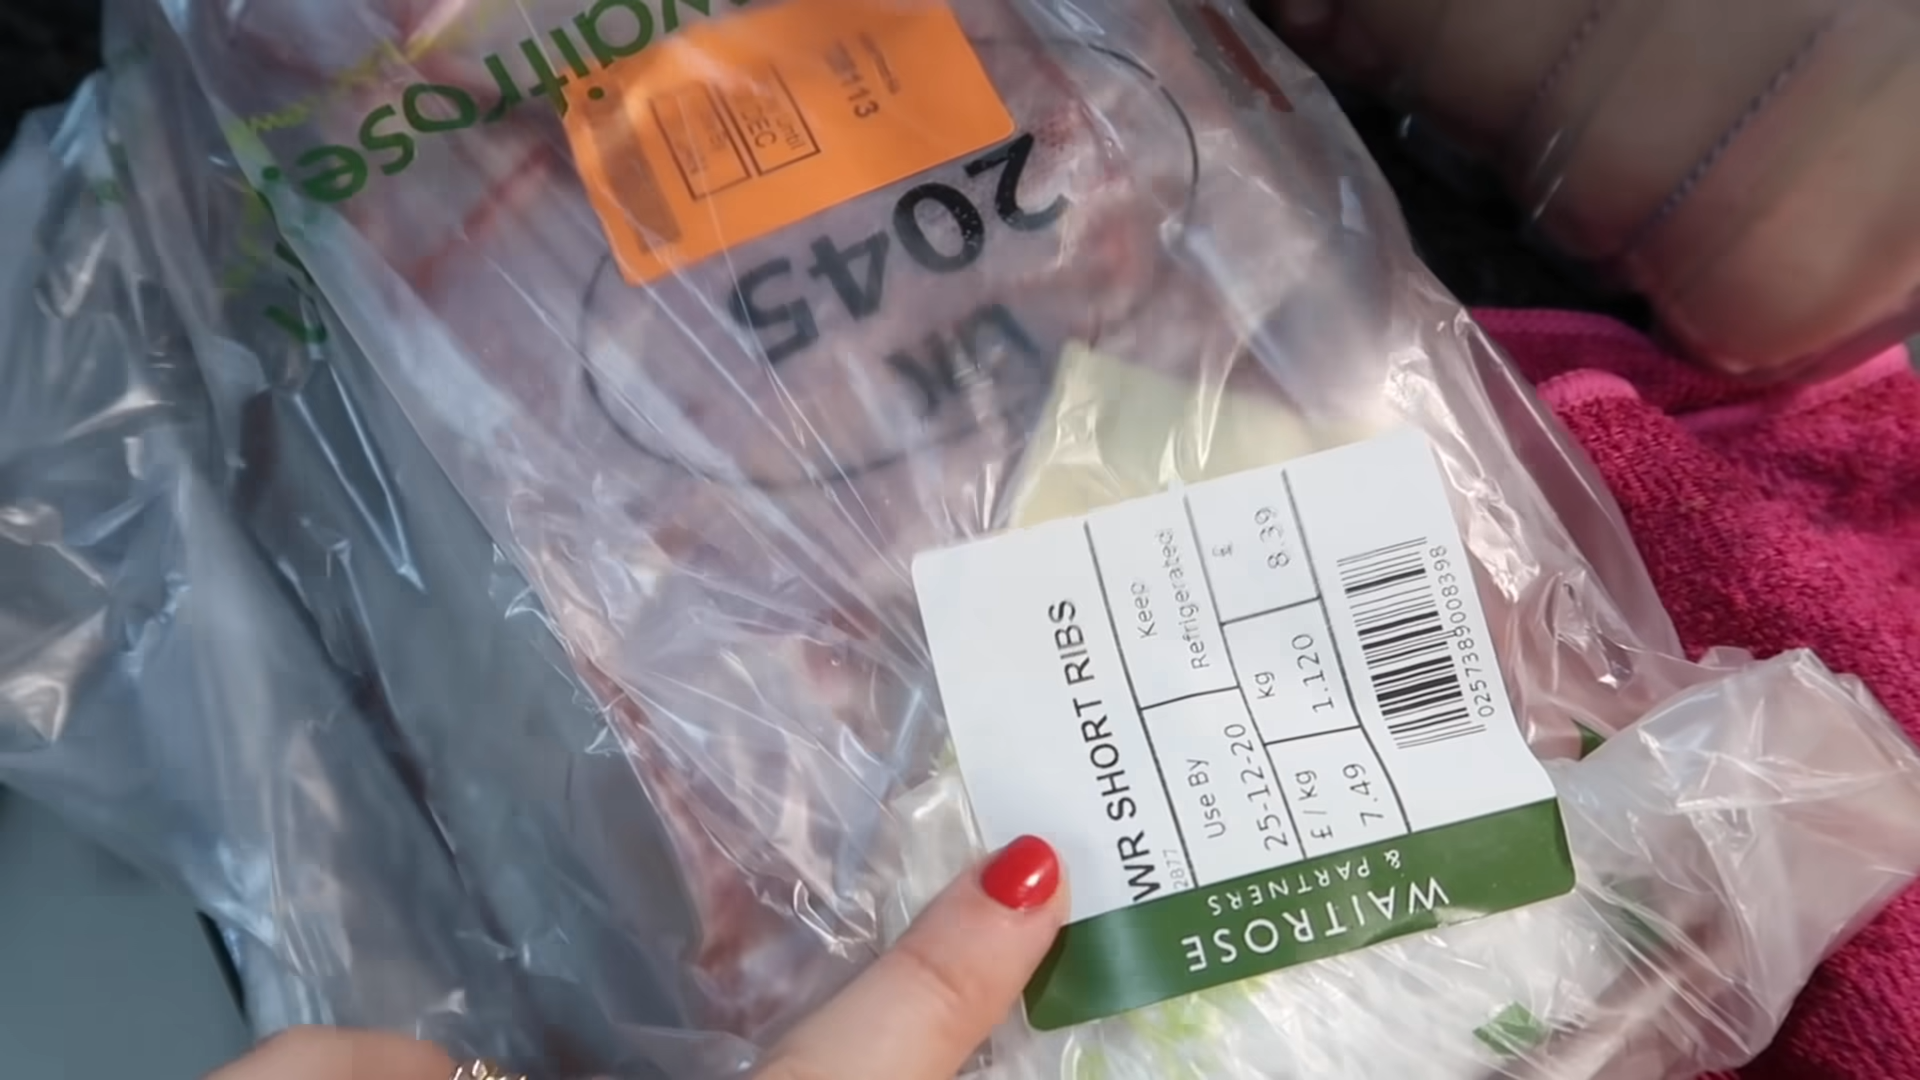 waitrose.
2045
UK
WR SHORT RIBS
2877
Use By
25-12-20
Keep
Refrigerated
£/kg
7.49
kg
1.120
£
8.39
0257389008398
WAITROSE
& PARTNERS